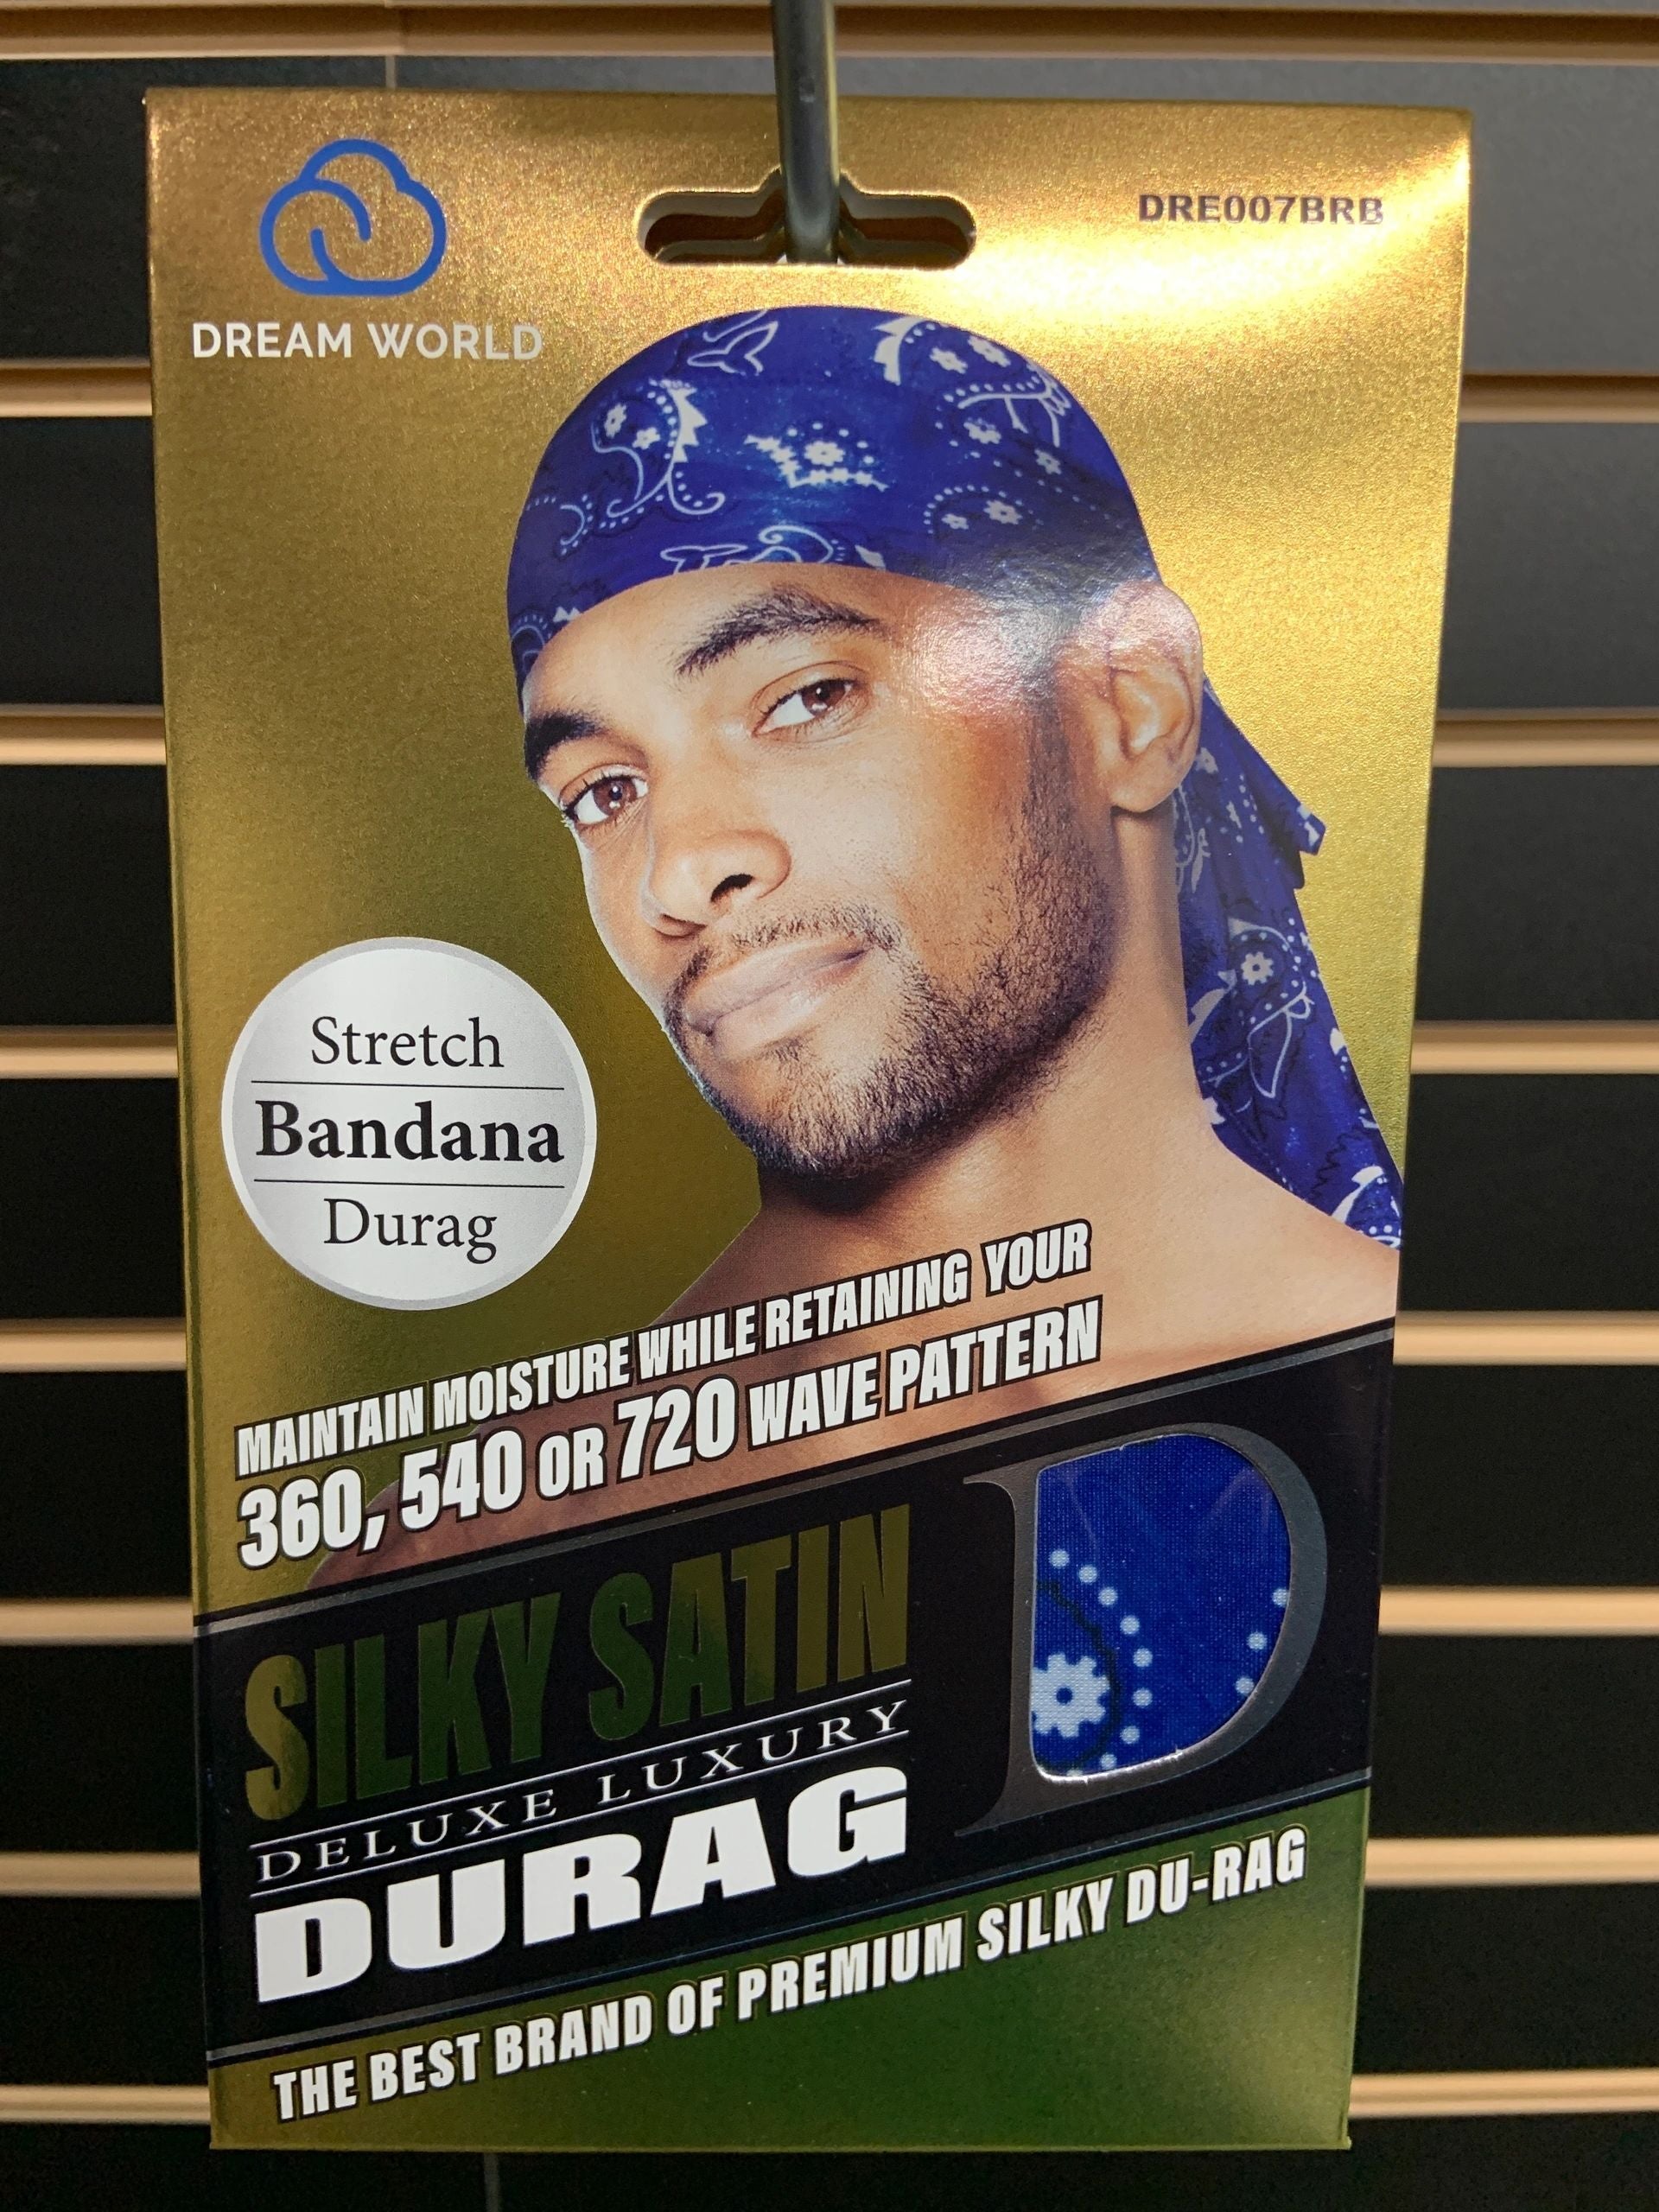 DREAM WORLD
DRE007BRB
Stretch
Bandana
Durag
MAINTAIN MOISTURE WHILE RETAINING YOUR
360, 540 OR 720 WAVE PATTERN
SILKY SATIN
DELUXE LUXURY
DURAG
D
THE BEST BRAND OF PREMIUM SILKY DU-RAG